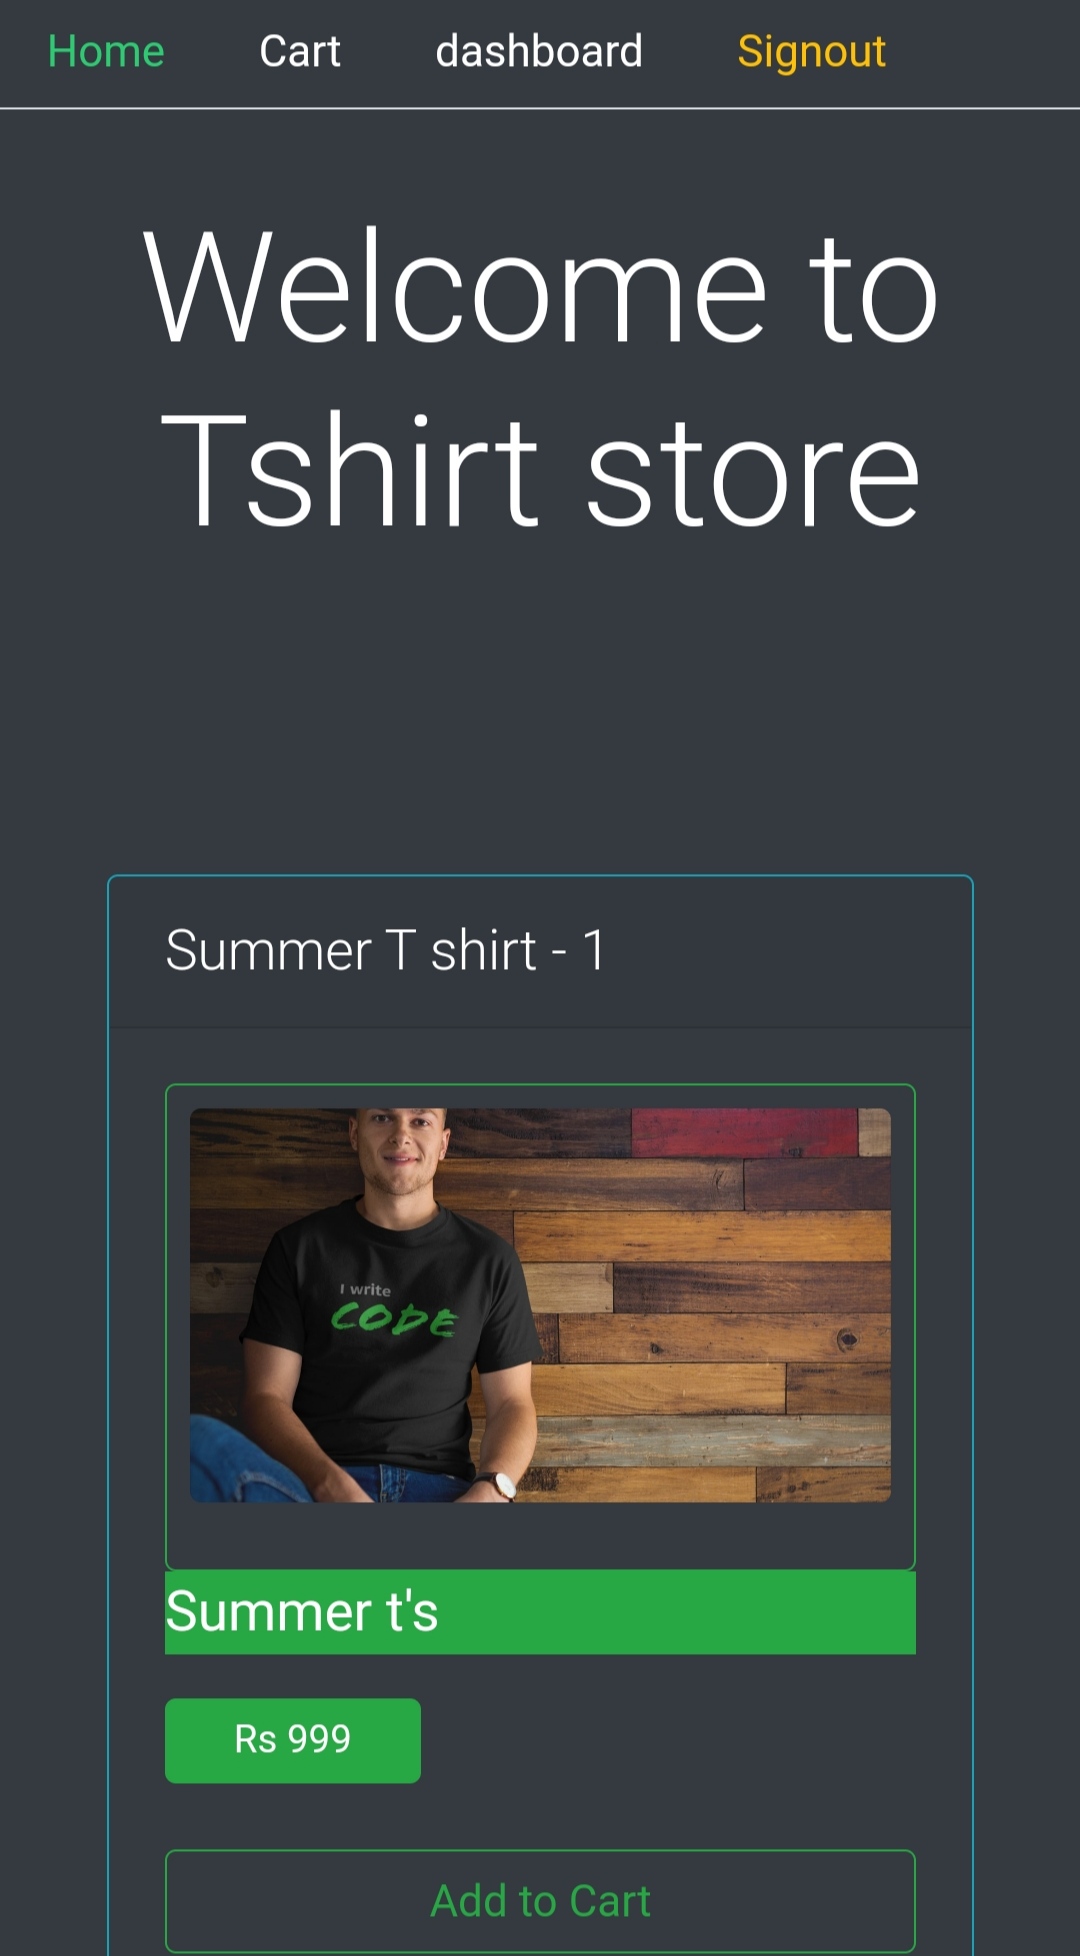 Home Cart dashboard Signout
Welcome to
Tshirt store
Summer T shirt - 1
I write
CODE
Summer t's
Rs 999
Add to Cart